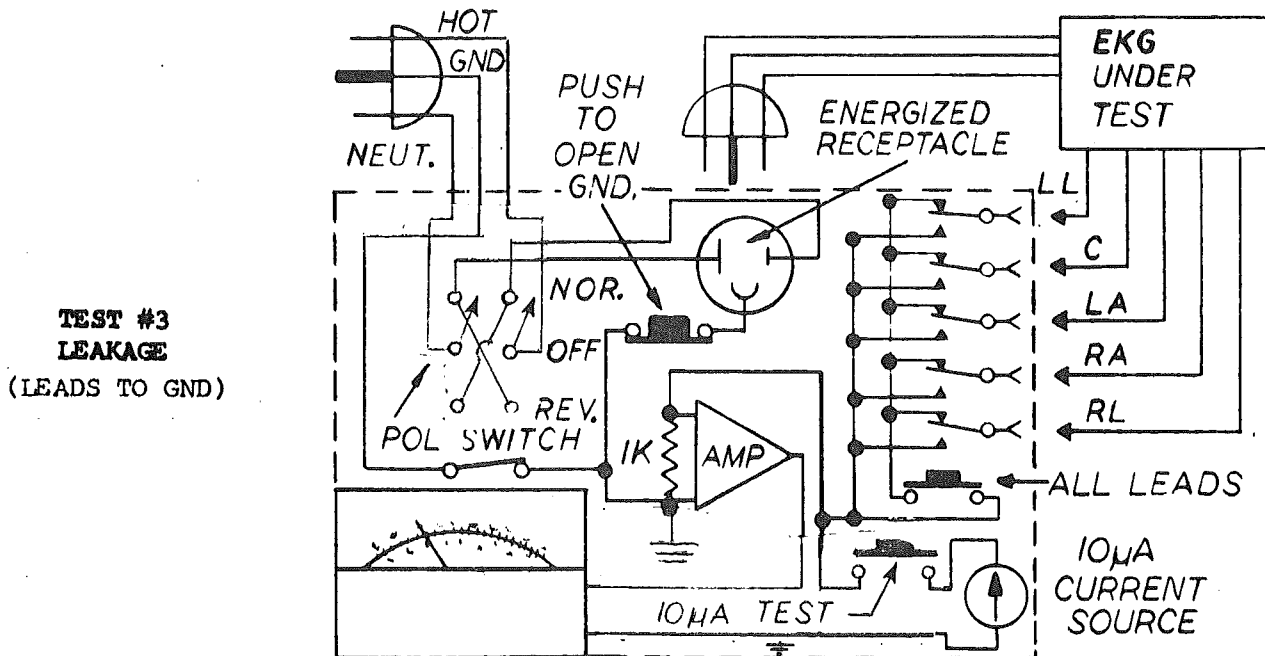 HOT
GND
NEUT.
PUSH
TO
OPEN
GND.
ENERGIZED
RECEPTACLE
EKG
UNDER
TEST
LL
C
LA
RA
RL
NOR.
OFF
REV.
POL SWITCH
TEST #3
LEAKAGE
(LEADS TO GND)
1K
AMP
ALL LEADS
10µA TEST
10µA
CURRENT
SOURCE